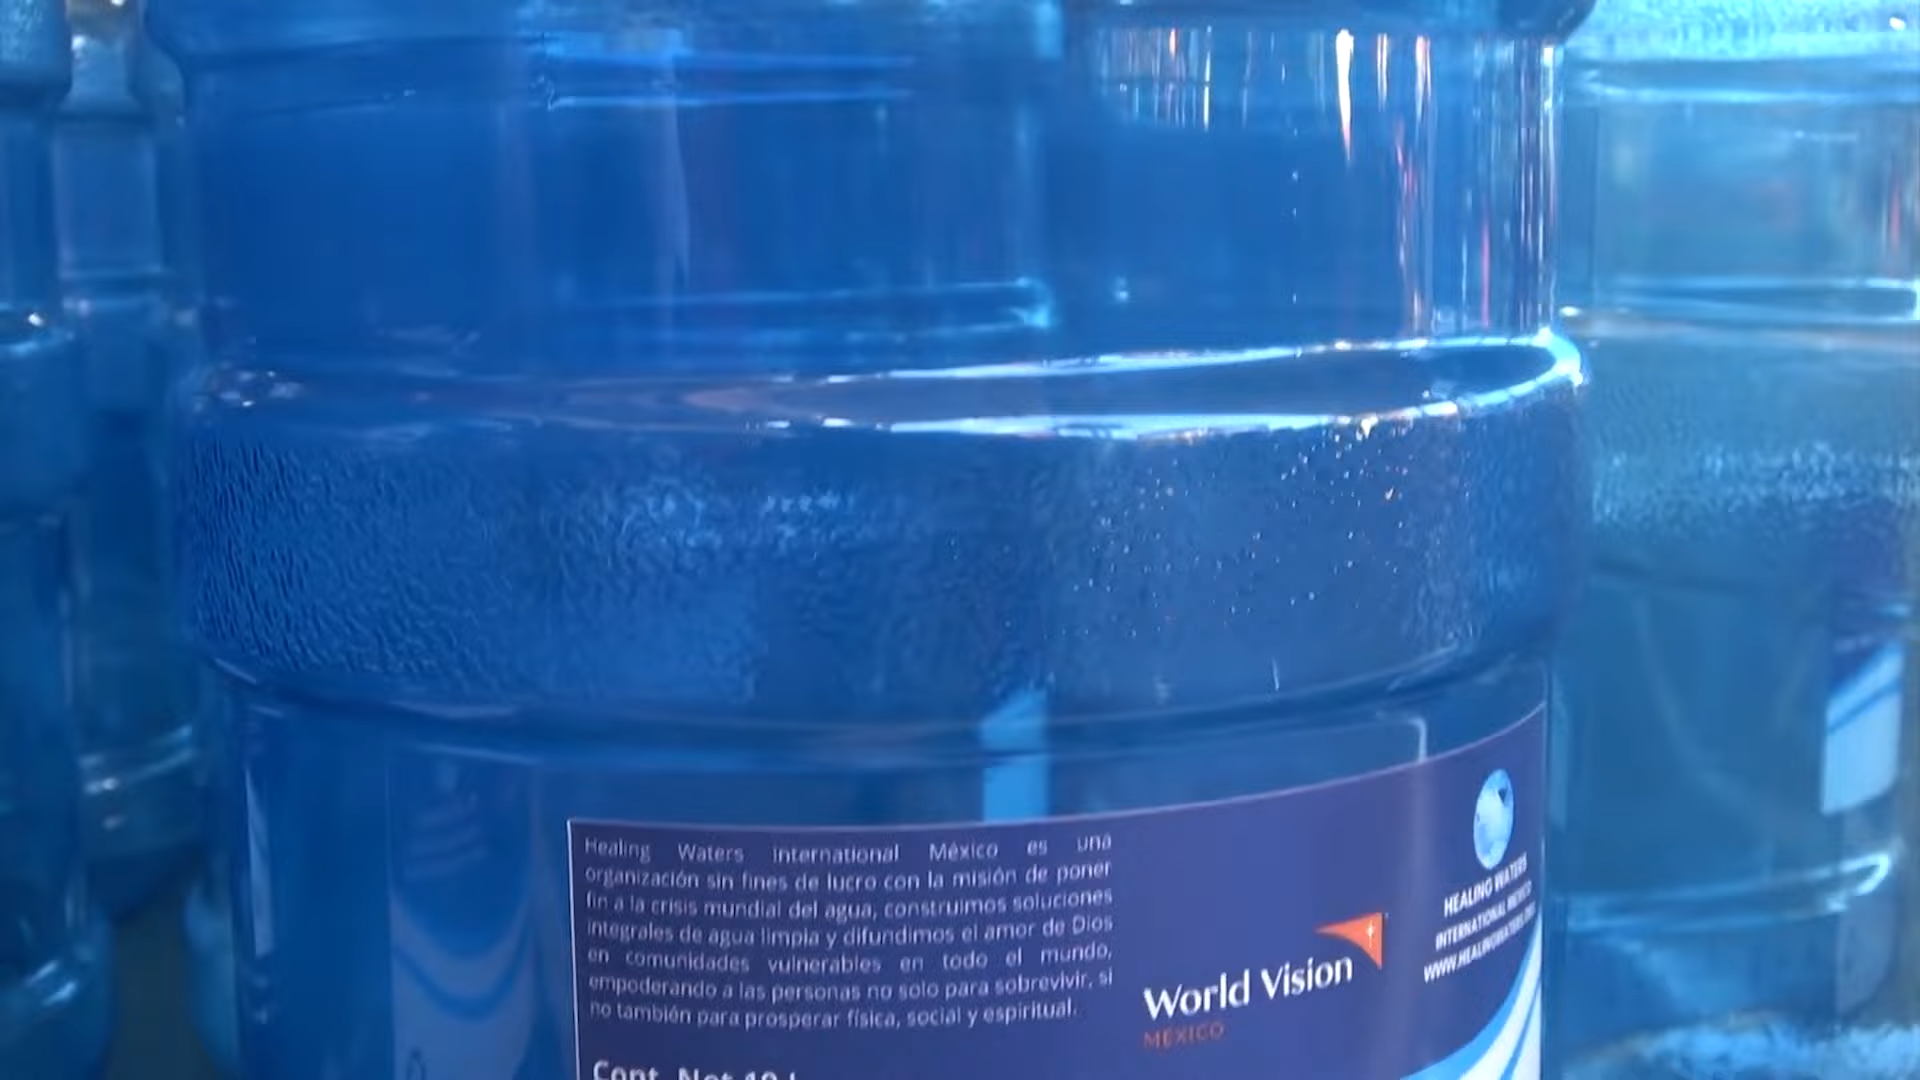 Healing Waters international México es una
organización sin fines de lucro con la misión de poner
fin a la crisis mundial del agua, construimos soluciones
integrales de agua limpia y difundimos el amor de Dios
en comunidades vulnerables en todo el mundo,
empoderando a las personas no solo para sobrevivir, si
no también para prosperar física, social y espiritual.
Cont. Net 19 L
World Vision
MÉXICO
HEALING WATERS
INTERNATIONAL MEXICO